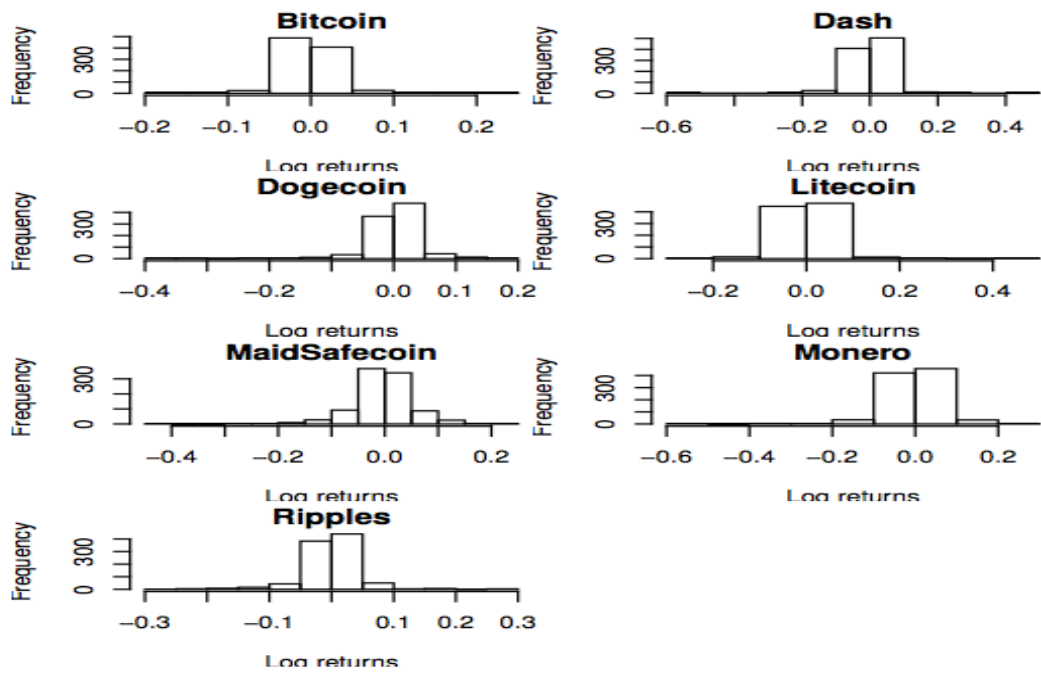 Bitcoin
Frequency
0 300
−0.2 −0.1 0.0 0.1 0.2
Log returns
Dash
Frequency
0 300
−0.6 −0.2 0.0 0.2 0.4
Log returns
Dogecoin
Frequency
0 300
−0.4 −0.2 0.0 0.1 0.2
Log returns
Litecoin
Frequency
0 300
−0.2 0.0 0.2 0.4
Log returns
MaidSafecoin
Frequency
0 300
−0.4 −0.2 0.0 0.2
Log returns
Monero
Frequency
0 300
−0.6 −0.4 −0.2 0.0 0.2
Log returns
Ripples
Frequency
0 300
−0.3 −0.1 0.1 0.2 0.3
Log returns